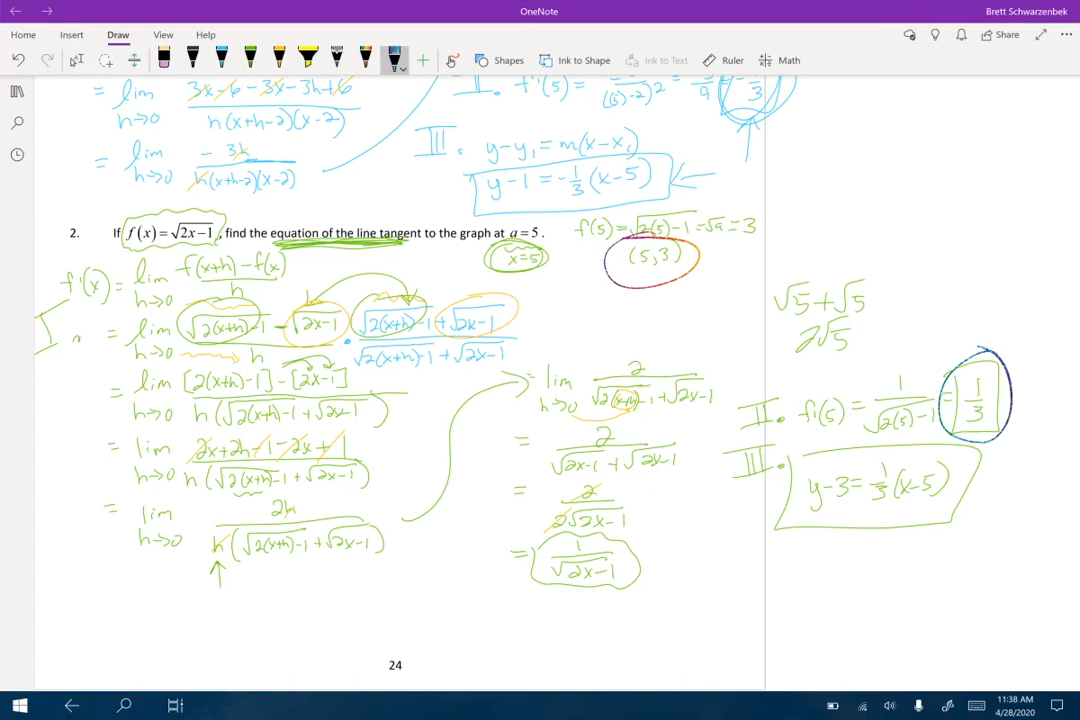 OneNote
Brett Schwarzenbek
Home Insert Draw View Help
Share
Shapes Ink to Shape Ink to Text Ruler Math
= lim 3x-6-3x-3h+6
h→0 h(x+h-2)(x-2)
= lim -3h
h→0 h(x+h-2)(x-2)
II. f'(5) = (5)-2)2 = 9 - 3
III. y-y₁ = m(x-x₁)
y-1 = -1/3 (x-5)
2. If f(x)=√2x-1, find the equation of the line tangent to the graph at a=5.
x=5
f(5)=√2(5)-1=√9=3
(5,3)
I
f'(x) = lim f(x+h)-f(x)
h→0 h
= lim √2(x+h)-1 - √2x-1 · √2(x+h)-1 + √2x-1
h→0 h √2(x+h)-1 + √2x-1
= lim [2(x+h)-1]-[2x-1]
h→0 h(√2(x+h)-1 + √2x-1)
= lim 2x+2h-1-2x+1
h→0 h(√2(x+h)-1 + √2x-1)
= lim 2h
h→0 h(√2(x+h)-1 + √2x-1)
= lim 2
h→0 √2(x+h)-1 + √2x-1
= 2
√2x-1 + √2x-1
= 2
2√2x-1
= 1
√2x-1
√5+√5
2√5
II. f'(5) = 1/√2(5)-1 = 1/3
III. y-3 = 1/3 (x-5)
24
11:38 AM
4/28/2020